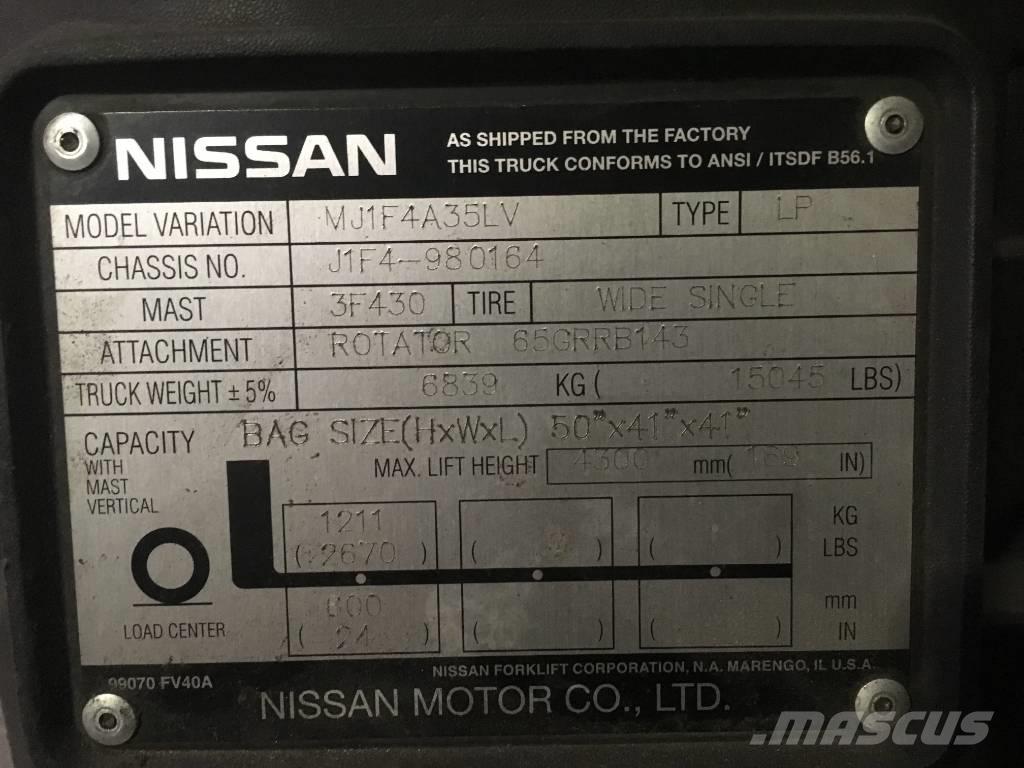 NISSAN AS SHIPPED FROM THE FACTORY
THIS TRUCK CONFORMS TO ANSI / ITSDF B56.1
MODEL VARIATION MJ1F4A35LV TYPE LP
CHASSIS NO. J1F4-980164
MAST 3F430 TIRE WIDE SINGLE
ATTACHMENT ROTATOR 65GRRB143
TRUCK WEIGHT ± 5% 6839 KG ( 15045 LBS)
CAPACITY BAG SIZE(HxWxL) 50"x41"x41"
WITH MAST VERTICAL
MAX. LIFT HEIGHT 4300 mm( 169 IN)
1211 KG
( 2670 ) ( ) ( ) LBS
600 mm
LOAD CENTER ( 24 ) ( ) ( ) IN
99070 FV40A NISSAN FORKLIFT CORPORATION, N.A. MARENGO, IL U.S.A.
NISSAN MOTOR CO., LTD.
MASCUS